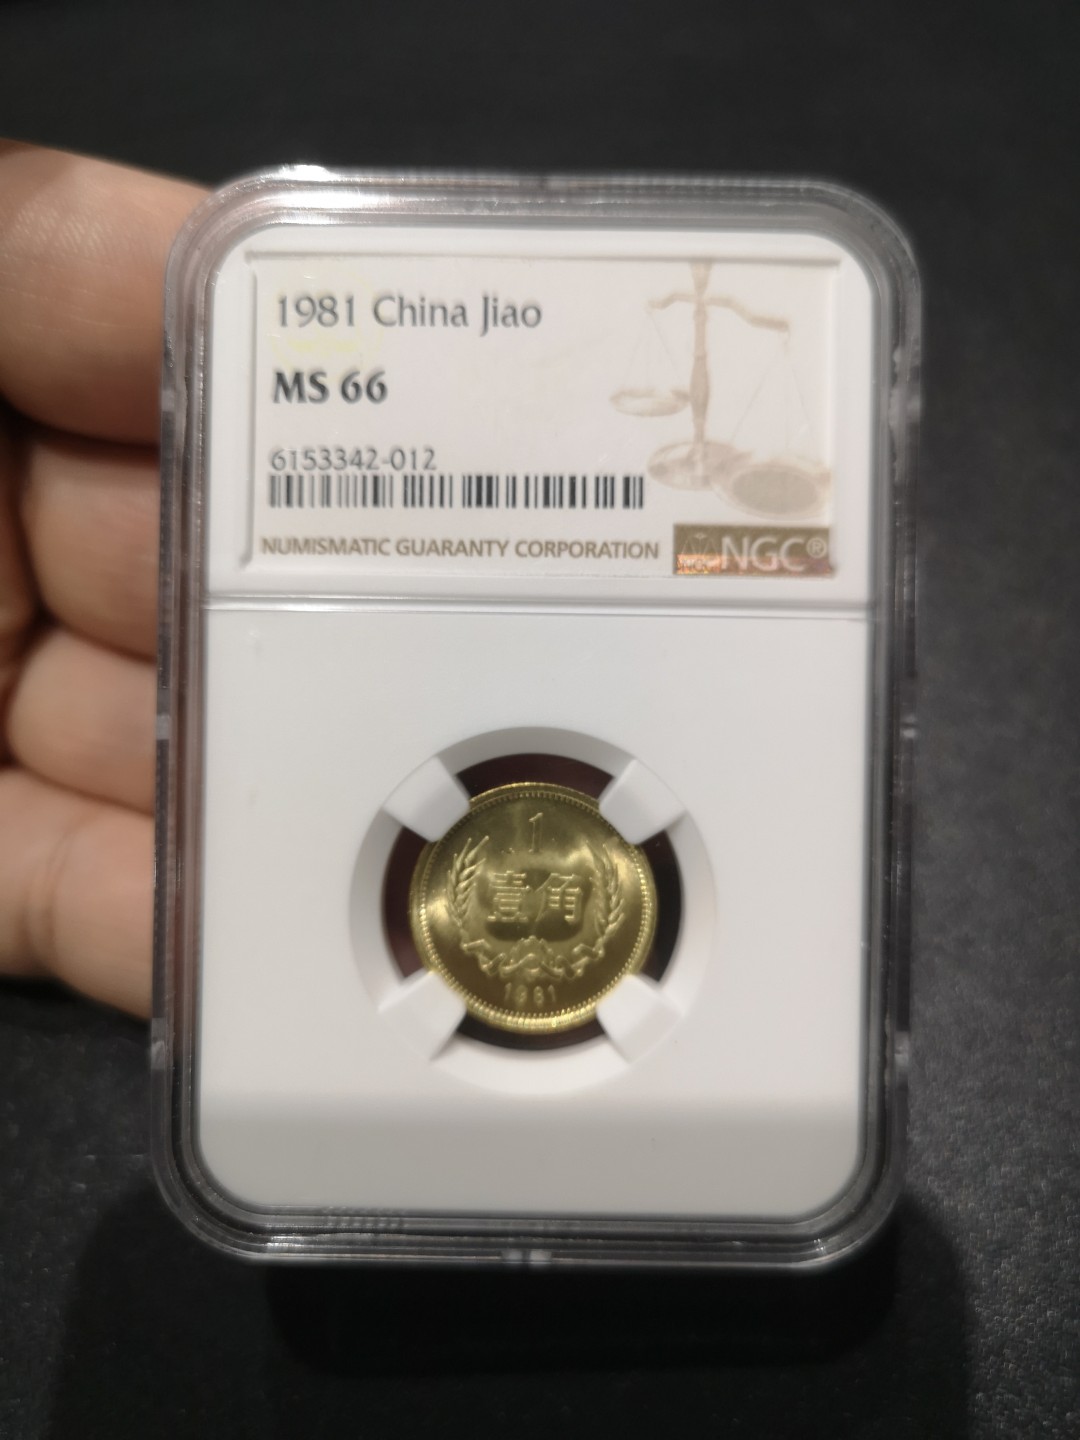 1981 China Jiao
MS 66
6153342-012
NUMISMATIC GUARANTY CORPORATION
NGC®
1
壹角
1981